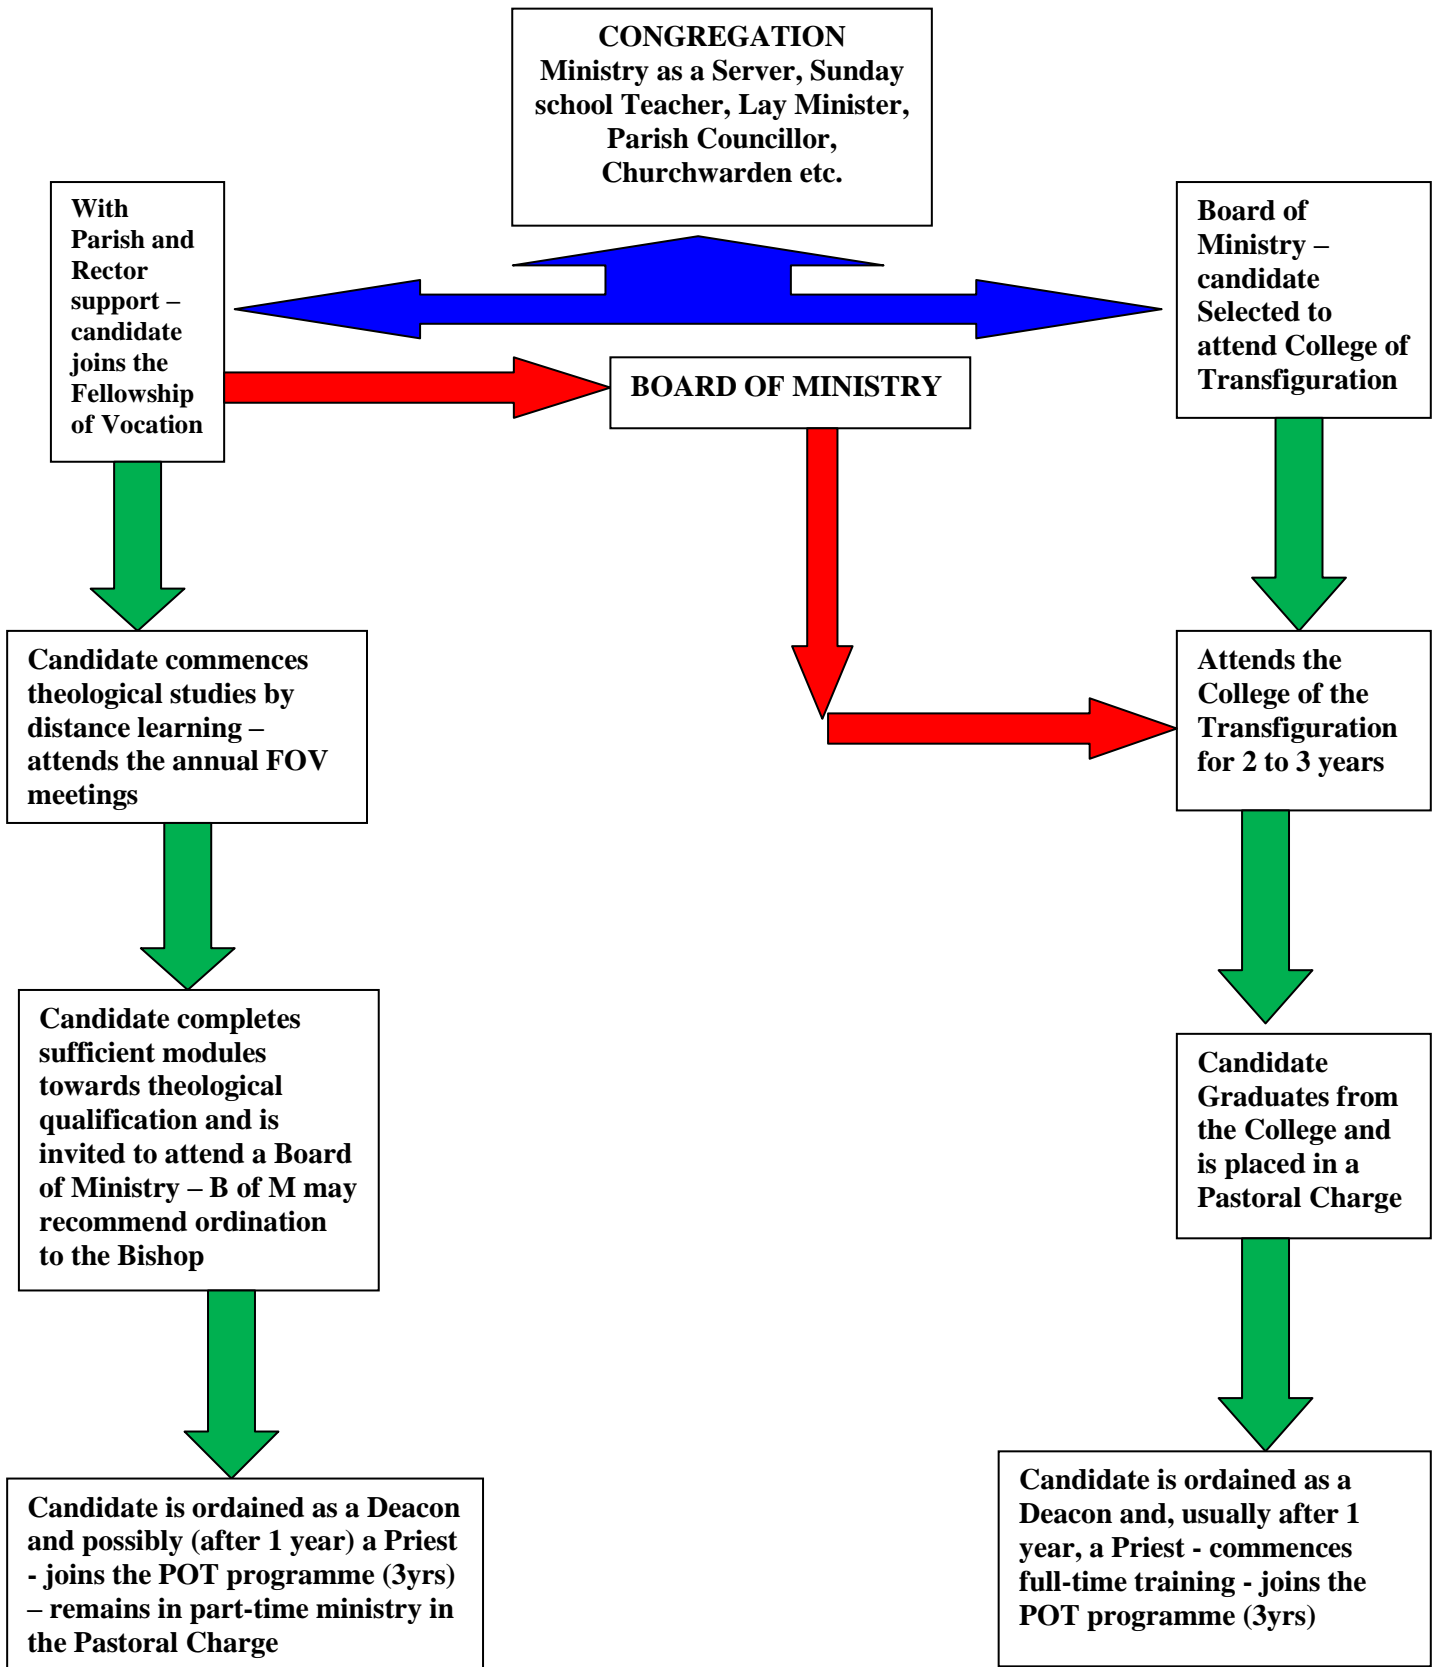 CONGREGATION
Ministry as a Server, Sunday
school Teacher, Lay Minister,
Parish Councillor,
Churchwarden etc.
With
Parish and
Rector
support –
candidate
joins the
Fellowship
of Vocation
Board of
Ministry –
candidate
Selected to
attend College of
Transfiguration
BOARD OF MINISTRY
Candidate commences
theological studies by
distance learning –
attends the annual FOV
meetings
Attends the
College of the
Transfiguration
for 2 to 3 years
Candidate completes
sufficient modules
towards theological
qualification and is
invited to attend a Board
of Ministry – B of M may
recommend ordination
to the Bishop
Candidate
Graduates from
the College and
is placed in a
Pastoral Charge
Candidate is ordained as a Deacon
and possibly (after 1 year) a Priest
- joins the POT programme (3yrs)
– remains in part-time ministry in
the Pastoral Charge
Candidate is ordained as a
Deacon and, usually after 1
year, a Priest - commences
full-time training - joins the
POT programme (3yrs)